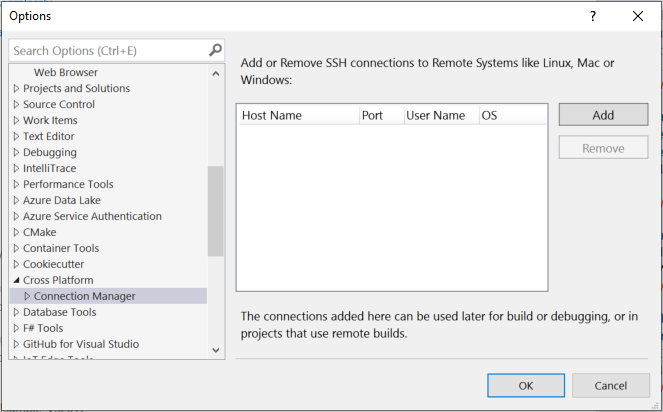 Options
?
Search Options (Ctrl+E)
Web Browser
Projects and Solutions
Source Control
Work Items
Text Editor
Debugging
IntelliTrace
Performance Tools
Azure Data Lake
Azure Service Authentication
CMake
Container Tools
Cookiecutter
Cross Platform
Connection Manager
Database Tools
F# Tools
GitHub for Visual Studio
IoT Edge Tools
Add or Remove SSH connections to Remote Systems like Linux, Mac or
Windows:
Host Name Port User Name OS
Add
Remove
The connections added here can be used later for build or debugging, or in
projects that use remote builds.
OK Cancel